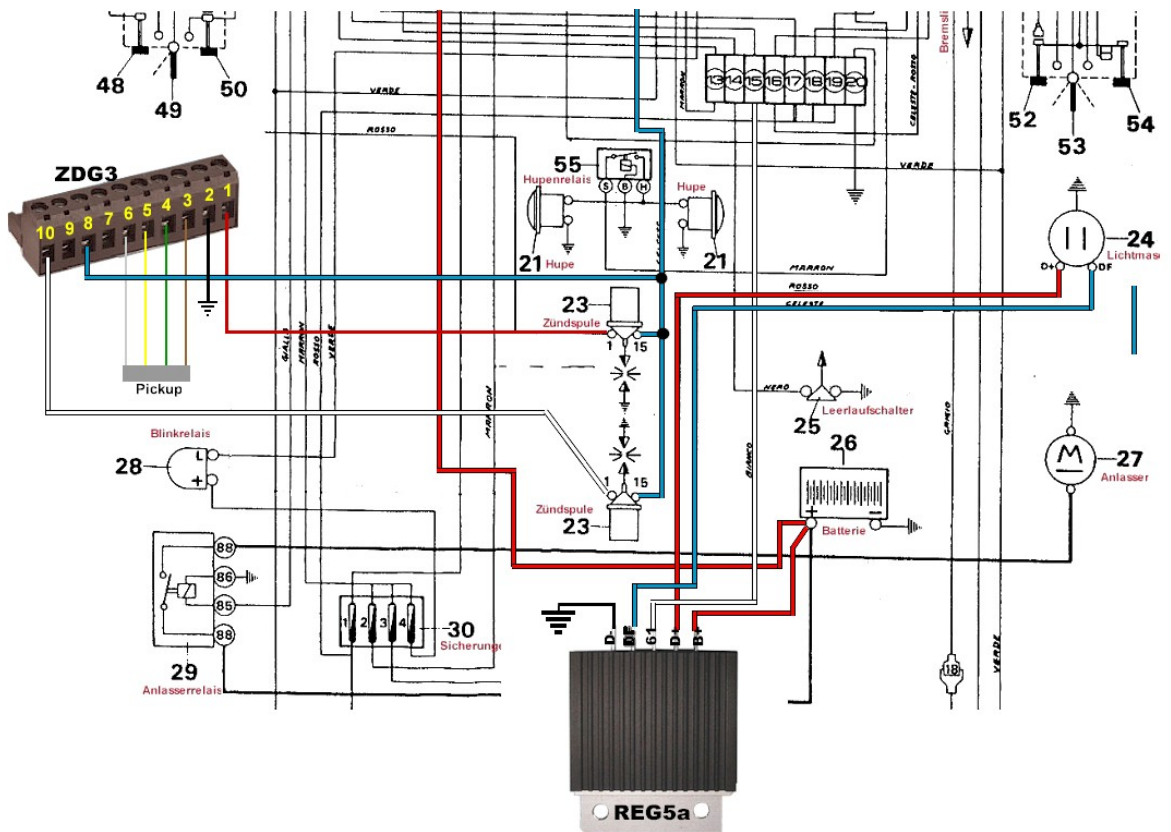 48
50
49
VERDE
ROSSO
MARRON
13 14 15 16 17 18 19 20
CELESTE-ROSSO
VERDE
Bremsli
52
54
53
ZDG3
10 9 8 7 6 5 4 3 2 1
Pickup
55
Hupenrelais
S B H
Hupe
21
Hupe
21
MARRON
ROSSO
CELESTE
24
Lichtmasc
D+
DF
23
Zündspule
1 15
GIALLO
MARRON
ROSSO
VERDE
MARRON
NERO
25
Leerlaufschalter
BIANCO
Blinkrelais
28
L
+
1 15
Zündspule
23
26
+
Batterie
M
27
Anlasser
88
86
85
88
29
Anlasserrelais
1 2 3 4
30
Sicherunge
D- DF 61 D+ B+
18
VERDE
REG5a